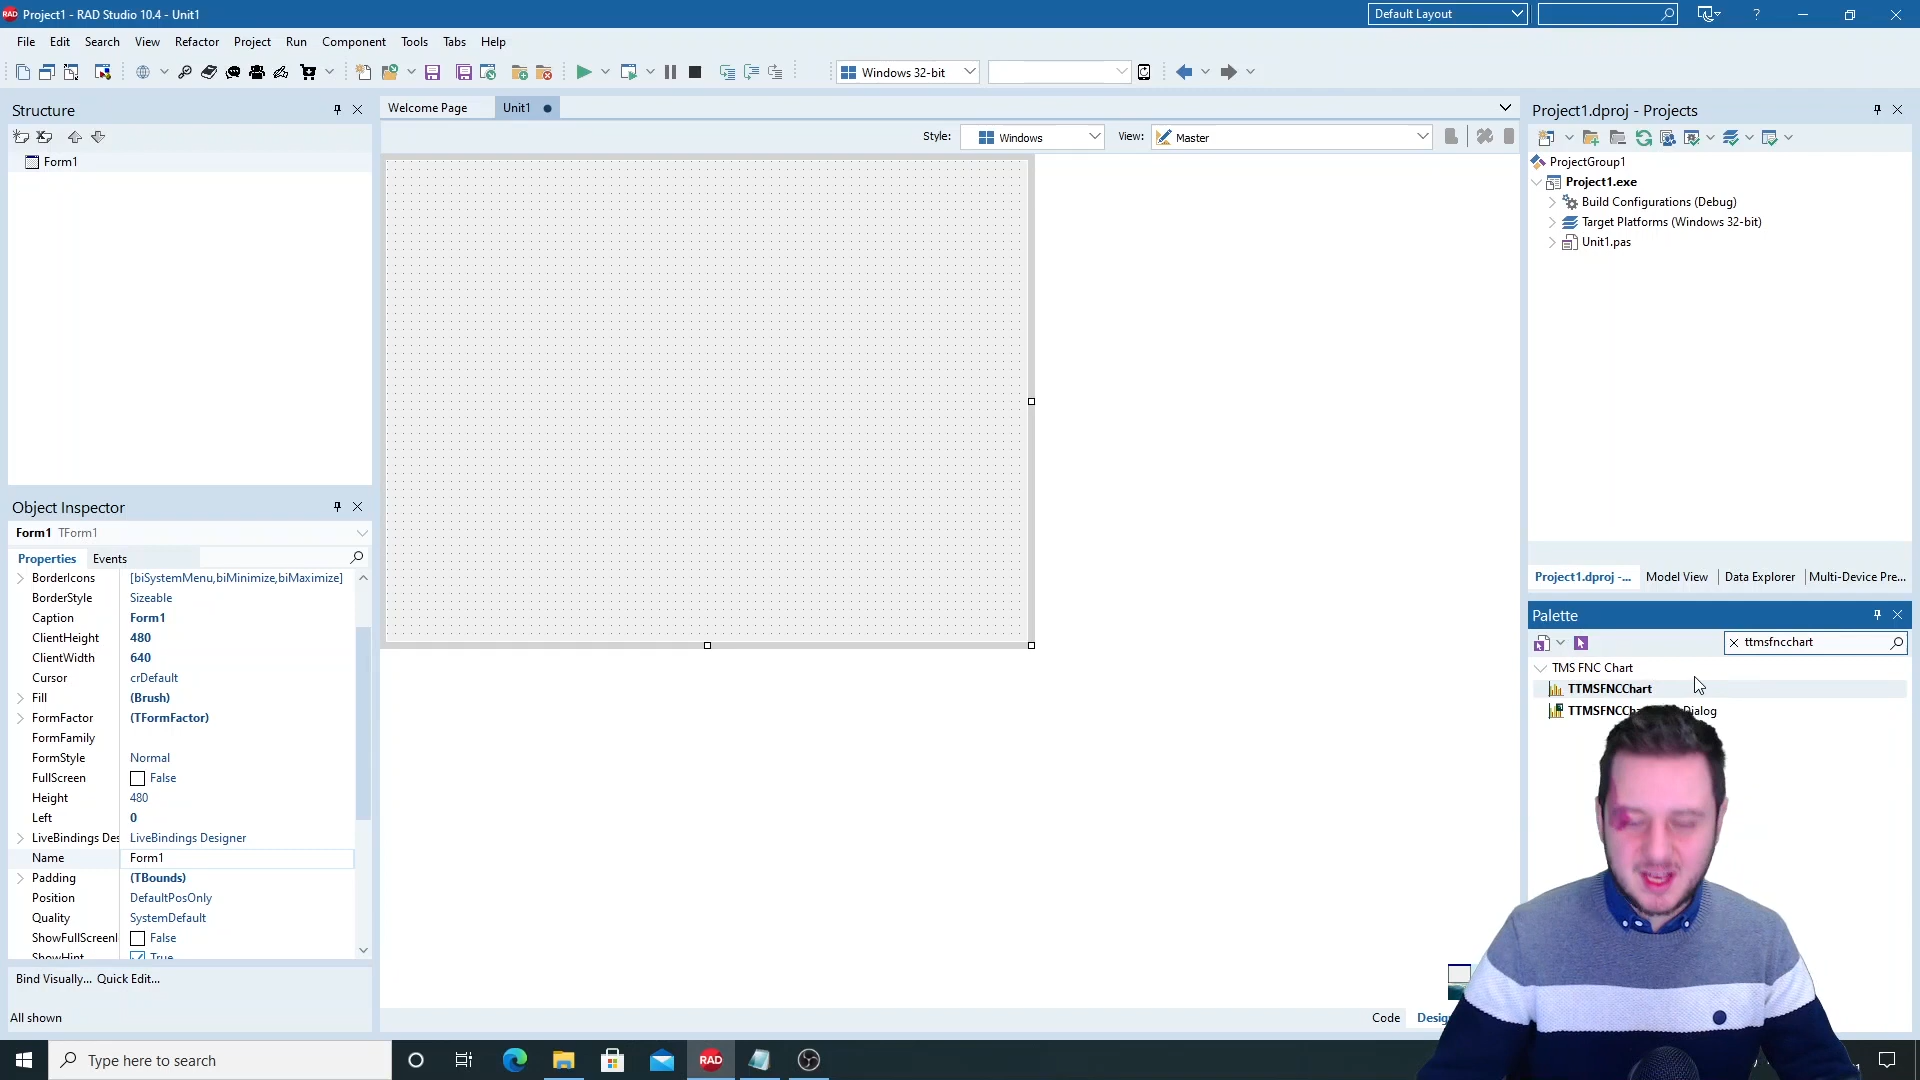 Project1 - RAD Studio 10.4 - Unit1
Default Layout
File Edit Search View Refactor Project Run Component Tools Tabs Help
Windows 32-bit
Structure
Form1
Welcome Page Unit1
Style: Windows View: Master
Project1.dproj - Projects
ProjectGroup1
Project1.exe
Build Configurations (Debug)
Target Platforms (Windows 32-bit)
Unit1.pas
Object Inspector
Form1 TForm1
Properties Events
BorderIcons [biSystemMenu,biMinimize,biMaximize]
BorderStyle Sizeable
Caption Form1
ClientHeight 480
ClientWidth 640
Cursor crDefault
Fill (Brush)
FormFactor (TFormFactor)
FormFamily
FormStyle Normal
FullScreen False
Height 480
Left 0
LiveBindings Des LiveBindings Designer
Name Form1
Padding (TBounds)
Position DefaultPosOnly
Quality SystemDefault
ShowFullScreenI False
ShowHint True
Bind Visually... Quick Edit...
All shown
Project1.dproj -... Model View Data Explorer Multi-Device Pre...
Palette
ttmsfncchart
TMS FNC Chart
TTMSFNCChart
TTMSFNCCh Dialog
Code Desig
RAD
Type here to search
RAD